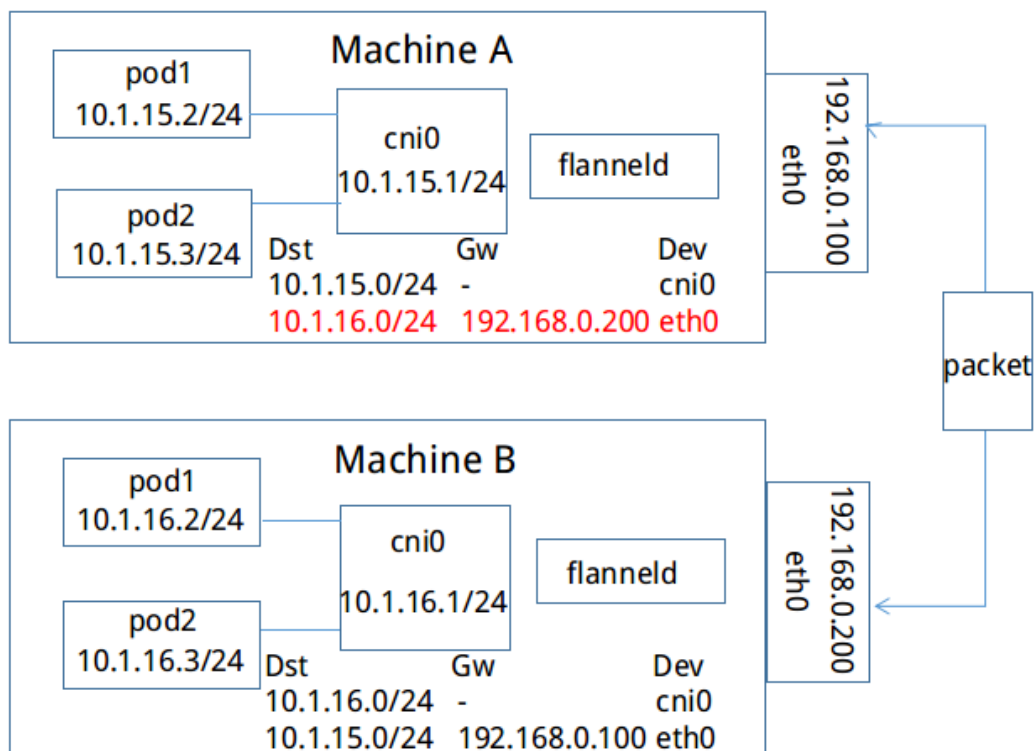 Machine A
pod1
10.1.15.2/24
cni0
10.1.15.1/24
flanneld
192.168.0.100
eth0
pod2
10.1.15.3/24
Dst Gw Dev
10.1.15.0/24 - cni0
10.1.16.0/24 192.168.0.200 eth0
packet
Machine B
pod1
10.1.16.2/24
cni0
10.1.16.1/24
flanneld
192.168.0.200
eth0
pod2
10.1.16.3/24
Dst Gw Dev
10.1.16.0/24 - cni0
10.1.15.0/24 192.168.0.100 eth0